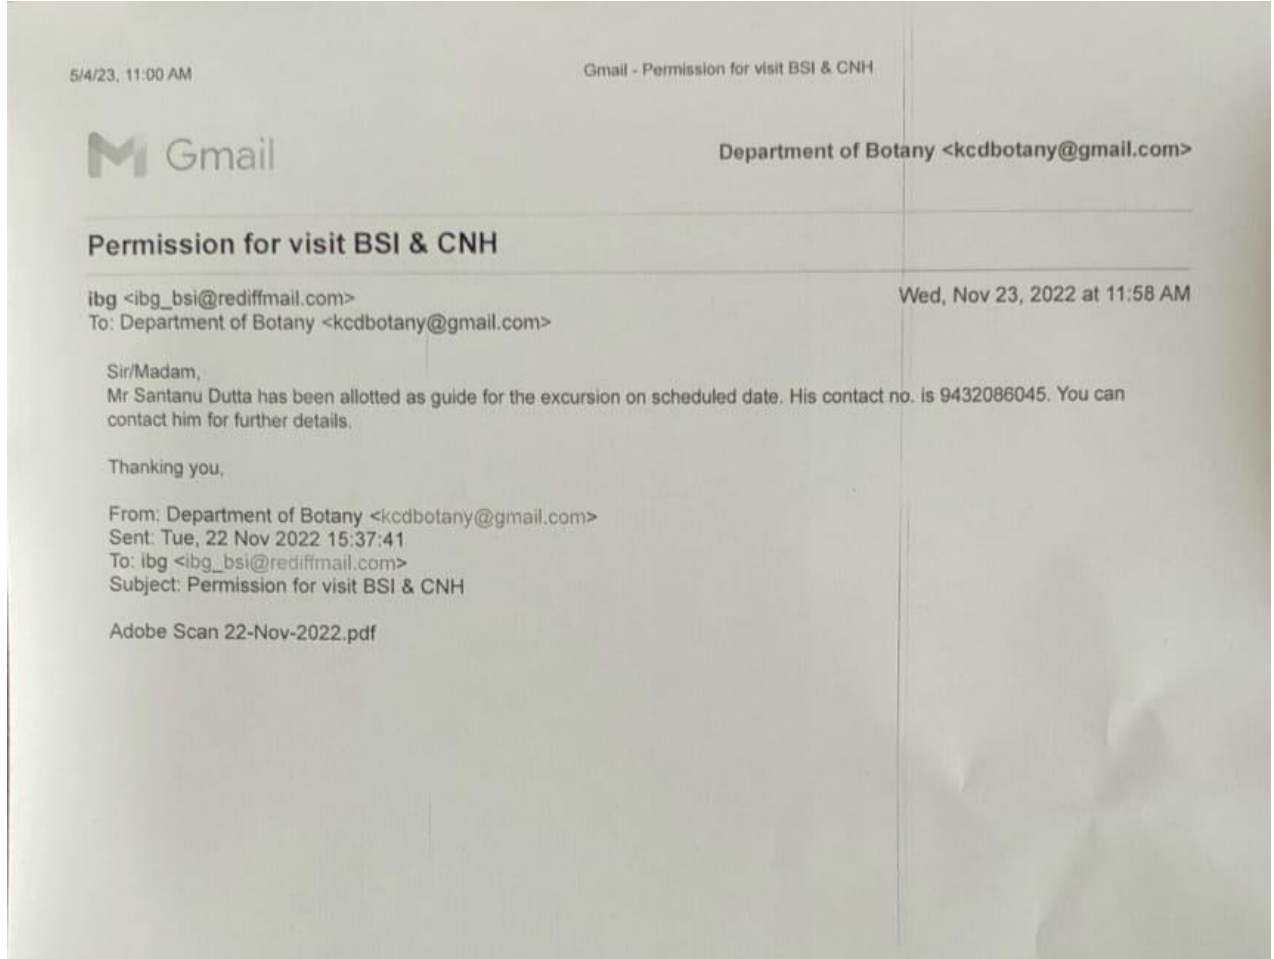 5/4/23, 11:00 AM
Gmail - Permission for visit BSI & CNH
Gmail
Department of Botany <kcdbotany@gmail.com>
Permission for visit BSI & CNH
ibg <ibg_bsi@rediffmail.com>
Wed, Nov 23, 2022 at 11:58 AM
To: Department of Botany <kcdbotany@gmail.com>
Sir/Madam,
Mr Santanu Dutta has been allotted as guide for the excursion on scheduled date. His contact no. is 9432086045. You can
contact him for further details.
Thanking you,
From: Department of Botany <kcdbotany@gmail.com>
Sent: Tue, 22 Nov 2022 15:37:41
To: ibg <ibg_bsi@rediffmail.com>
Subject: Permission for visit BSI & CNH
Adobe Scan 22-Nov-2022.pdf